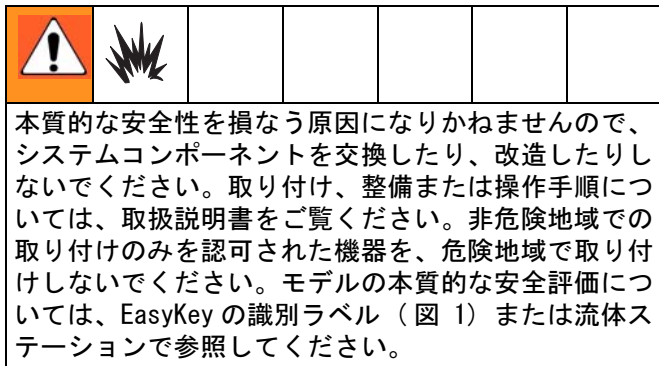 本質的な安全性を損なう原因になりかねませんので、
システムコンポーネントを交換したり、改造したりし
ないでください。取り付け、整備または操作手順につ
いては、取扱説明書をご覧ください。非危険地域での
取り付けのみを認可された機器を、危険地域で取り付
けしないでください。モデルの本質的な安全評価につ
いては、EasyKey の識別ラベル（図 1）または流体ス
テーションで参照してください。